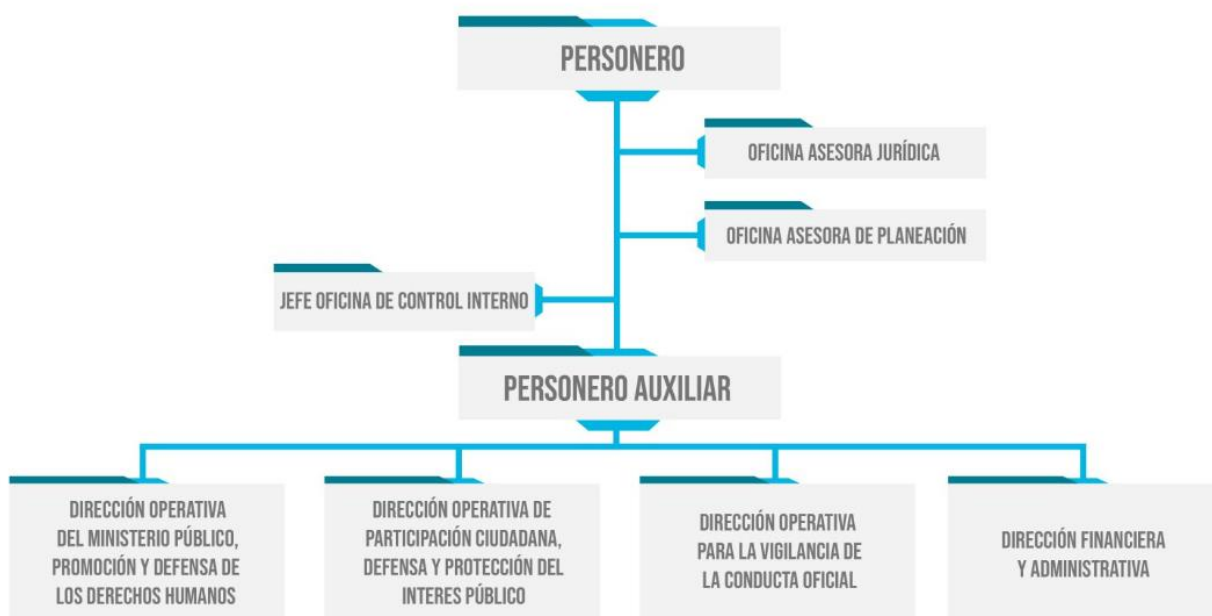 PERSONERO
OFICINA ASESORA JURÍDICA
OFICINA ASESORA DE PLANEACIÓN
JEFE OFICINA DE CONTROL INTERNO
PERSONERO AUXILIAR
DIRECCIÓN OPERATIVA
DEL MINISTERIO PÚBLICO,
PROMOCIÓN Y DEFENSA DE
LOS DERECHOS HUMANOS
DIRECCIÓN OPERATIVA DE
PARTICIPACIÓN CIUDADANA,
DEFENSA Y PROTECCIÓN DEL
INTERES PÚBLICO
DIRECCIÓN OPERATIVA
PARA LA VIGILANCIA DE
LA CONDUCTA OFICIAL
DIRECCIÓN FINANCIERA
Y ADMINISTRATIVA